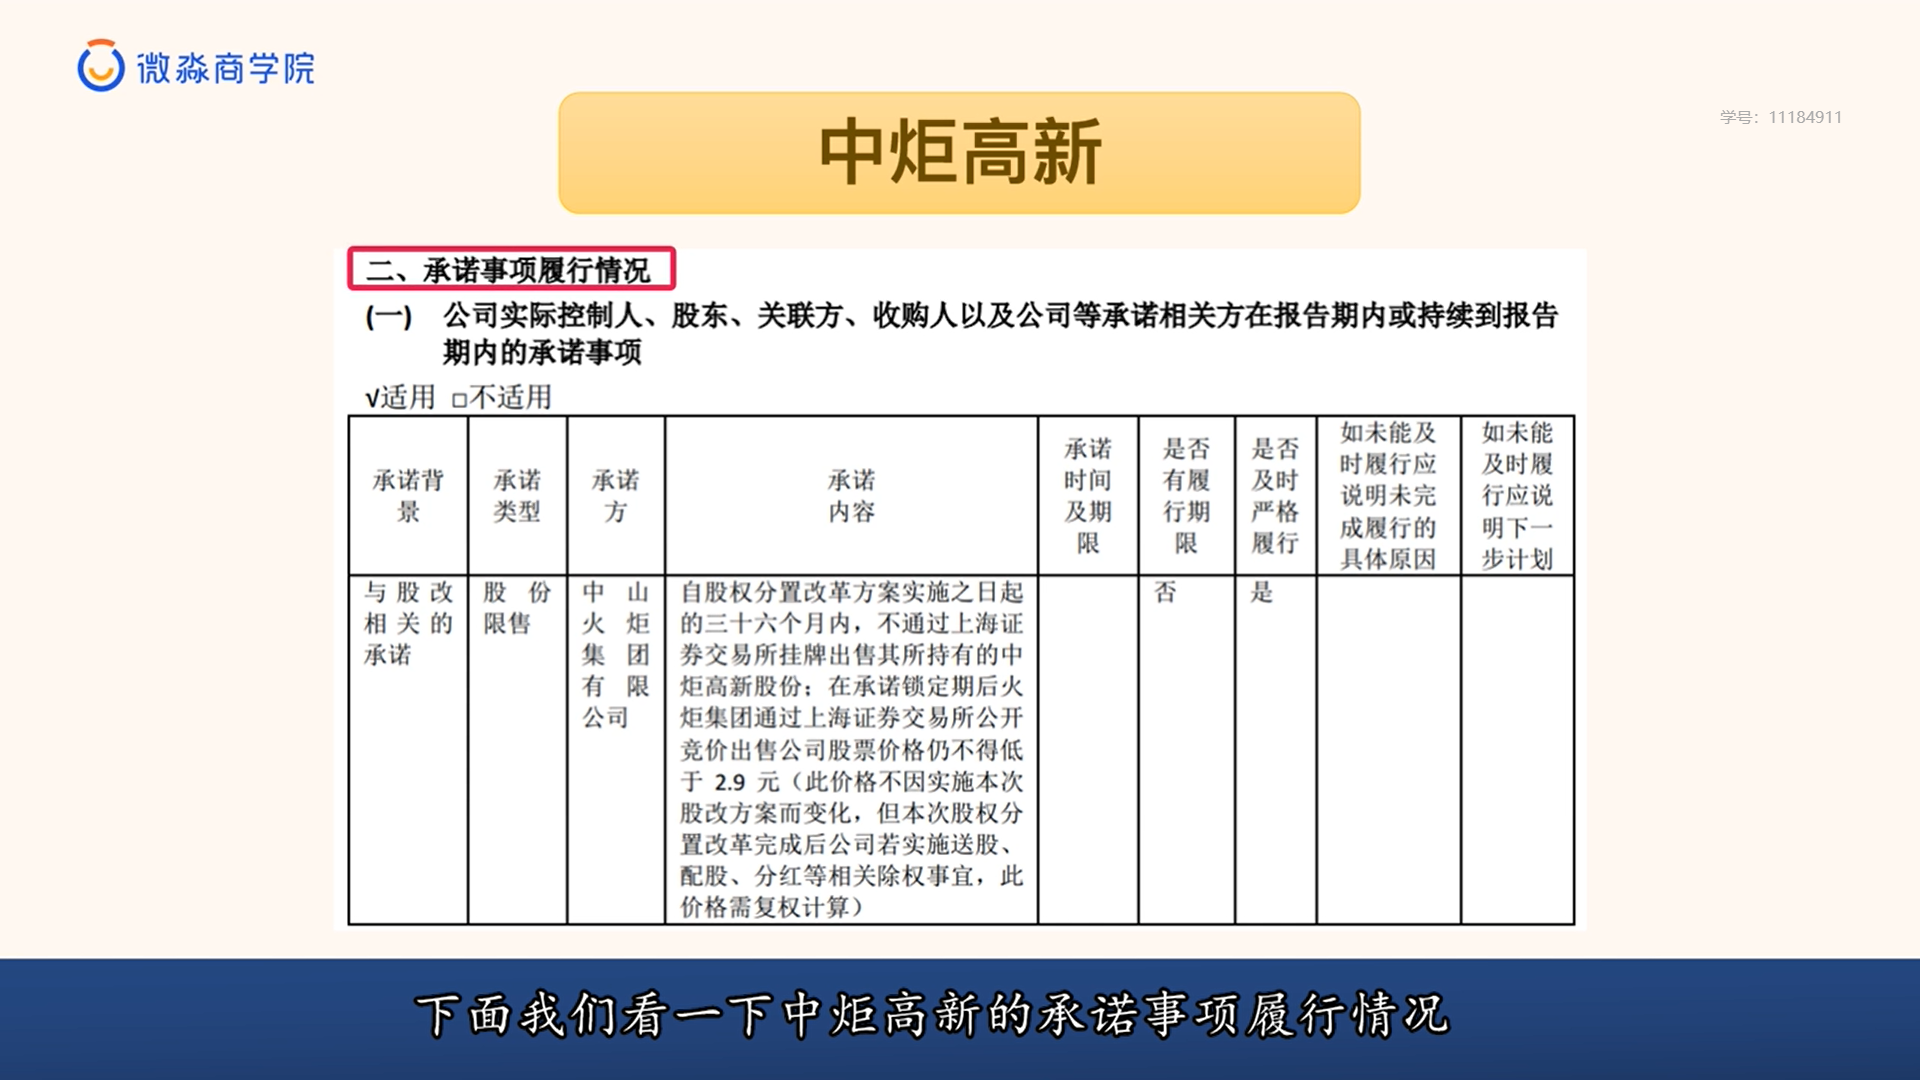 微淼商学院
学号：11184911
中炬高新
二、承诺事项履行情况
(一) 公司实际控制人、股东、关联方、收购人以及公司等承诺相关方在报告期内或持续到报告
期内的承诺事项
√适用 □不适用
承诺背
景
承诺
类型
承诺
方
承诺
内容
承诺
时间
及期
限
是否
有履
行期
限
是否
及时
严格
履行
如未能及
时履行应
说明未完
成履行的
具体原因
如未能
及时履
行应说
明下一
步计划
与股改
相关的
承诺
股份
限售
中山
火炬
集团
有限
公司
自股权分置改革方案实施之日起
的三十六个月内，不通过上海证
券交易所挂牌出售其所持有的中
炬高新股份；在承诺锁定期后火
炬集团通过上海证券交易所公开
竞价出售公司股票价格仍不得低
于 2.9 元（此价格不因实施本次
股改方案而变化，但本次股权分
置改革完成后公司若实施送股、
配股、分红等相关除权事宜，此
价格需复权计算）
否
是
下面我们看一下中炬高新的承诺事项履行情况